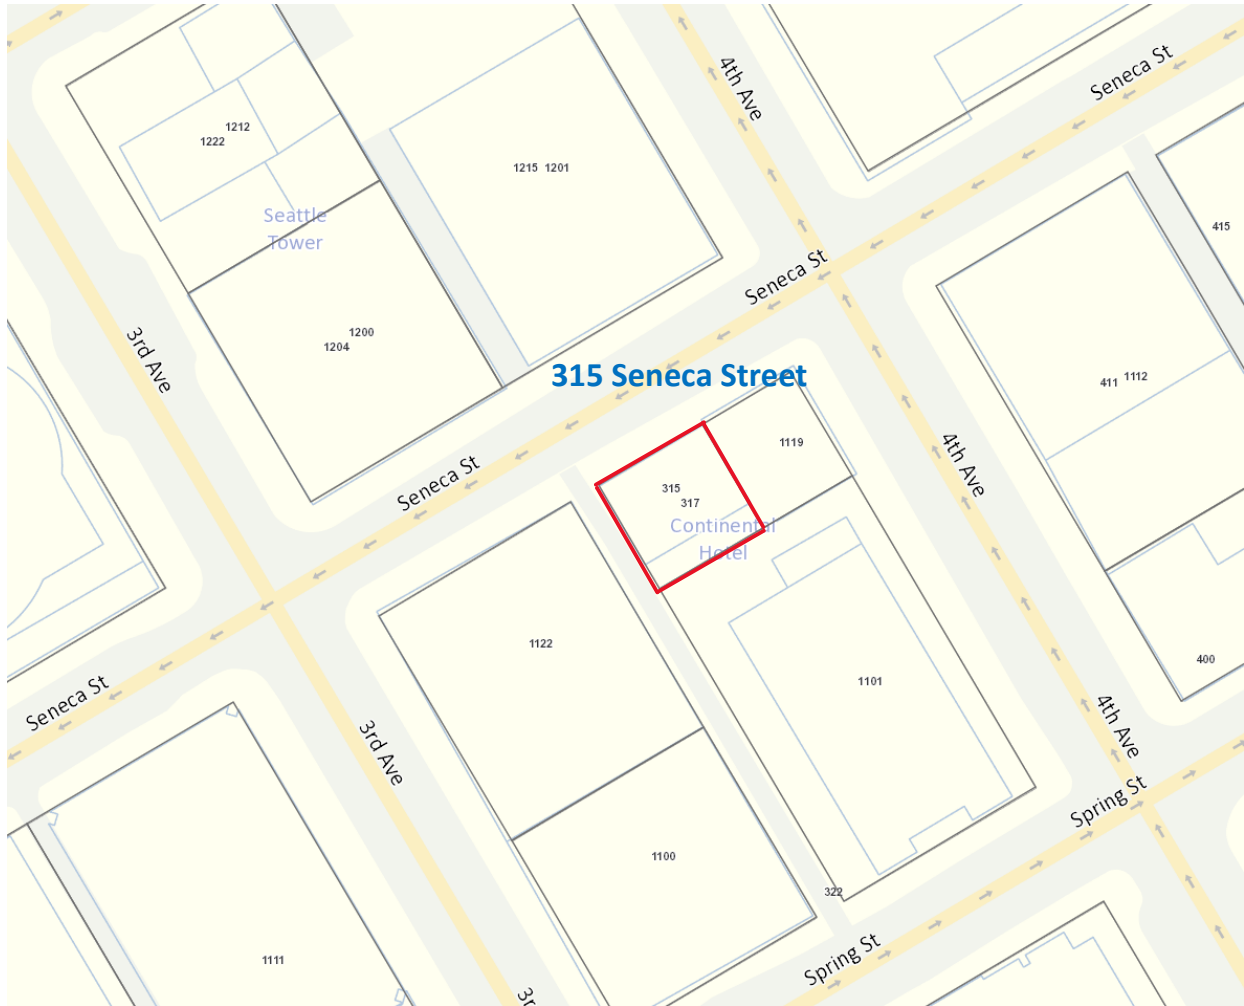 4th Ave
Seneca St
1212
1222
1215 1201
415
Seattle
Tower
Seneca St
1200
1204
3rd Ave
315 Seneca Street
411 1112
1119
4th Ave
Seneca St
315
317
Continental
Hotel
1122
400
1101
Seneca St
4th Ave
3rd Ave
Spring St
1100
322
Spring St
1111
3r